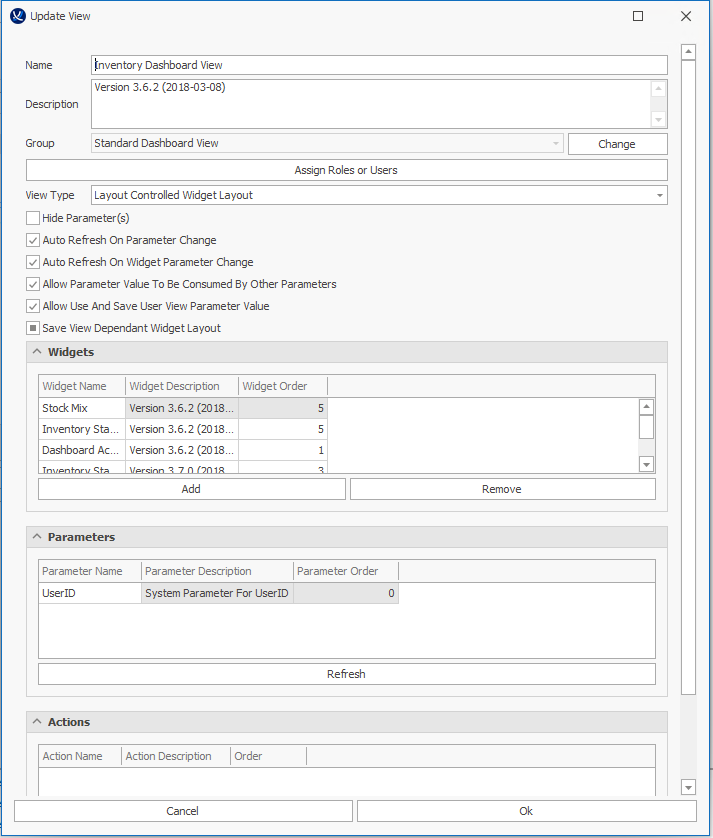 Update View
Name Inventory Dashboard View
Description Version 3.6.2 (2018-03-08)
Group Standard Dashboard View Change
Assign Roles or Users
View Type Layout Controlled Widget Layout
Hide Parameter(s)
Auto Refresh On Parameter Change
Auto Refresh On Widget Parameter Change
Allow Parameter Value To Be Consumed By Other Parameters
Allow Use And Save User View Parameter Value
Save View Dependant Widget Layout
Widgets
Widget Name Widget Description Widget Order
Stock Mix Version 3.6.2 (2018... 5
Inventory Sta... Version 3.6.2 (2018... 5
Dashboard Ac... Version 3.6.2 (2018... 1
Inventory Sta... Version 3.7.0 (2018... 3
Add Remove
Parameters
Parameter Name Parameter Description Parameter Order
UserID System Parameter For UserID 0
Refresh
Actions
Action Name Action Description Order
Cancel Ok